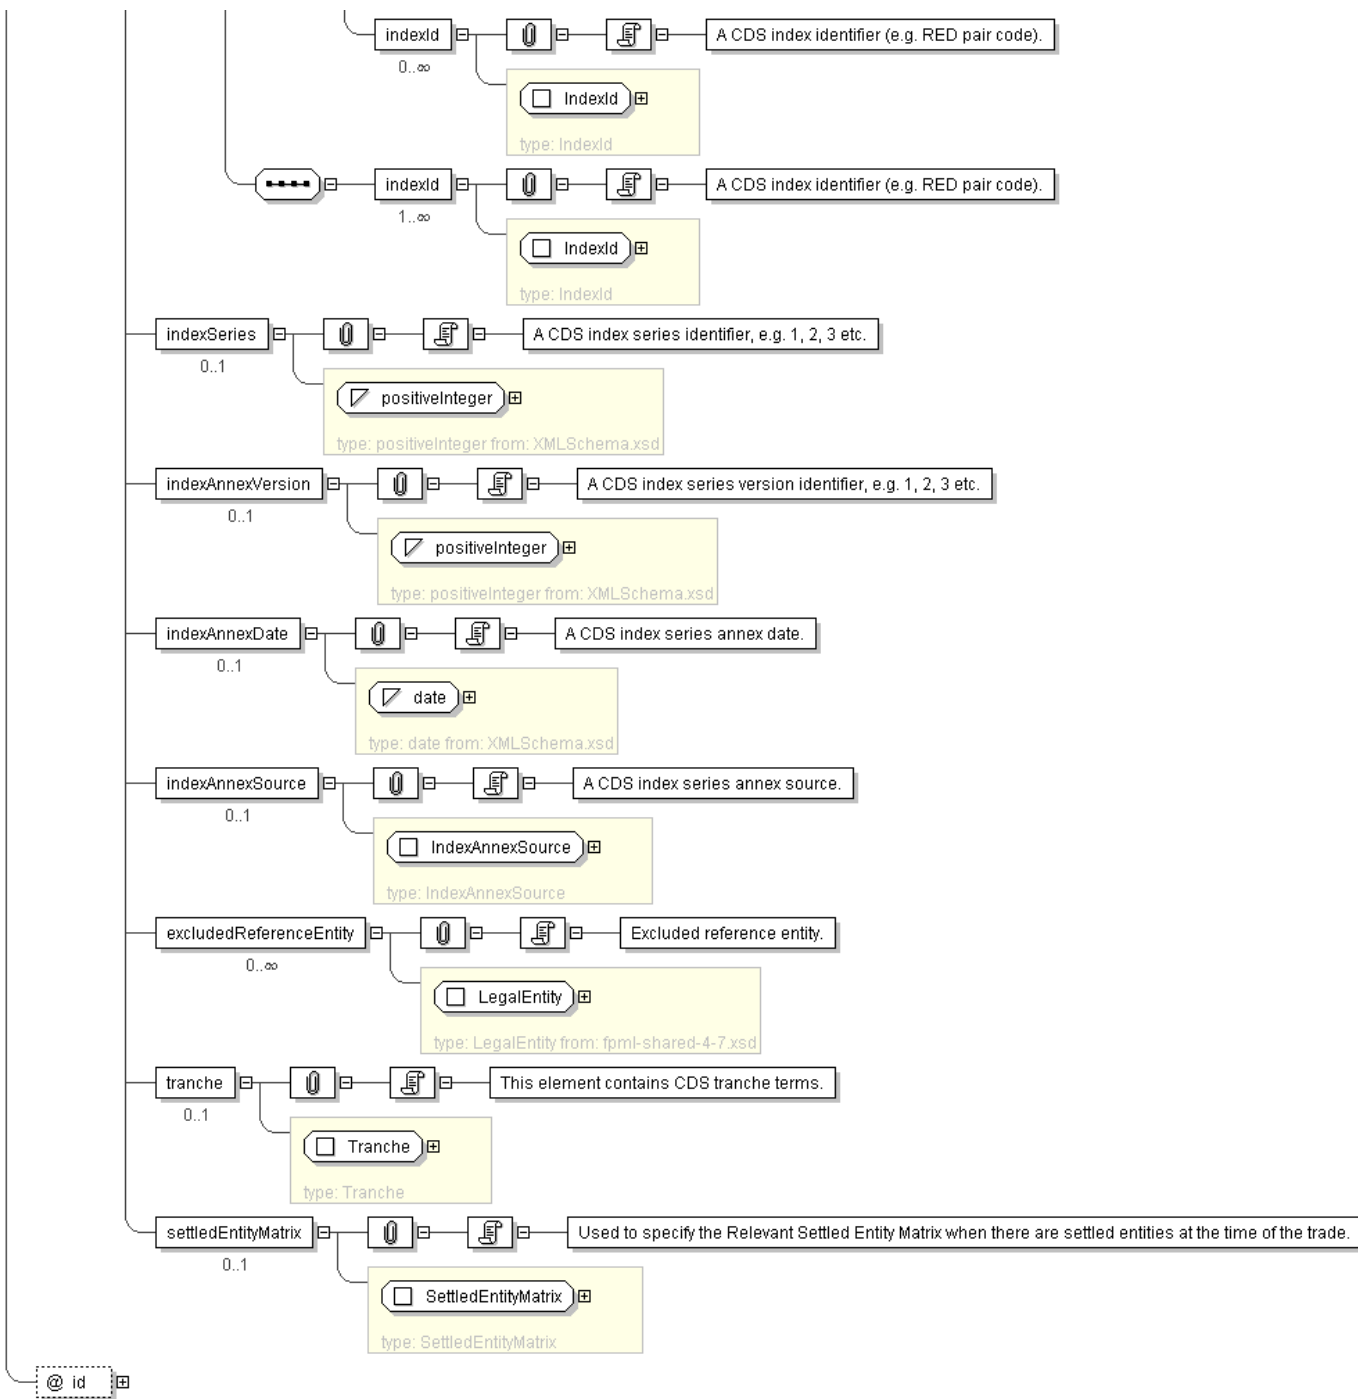 indexId A CDS index identifier (e.g. RED pair code).
0..∞
IndexId
type: IndexId
indexId A CDS index identifier (e.g. RED pair code).
1..∞
IndexId
type: IndexId
indexSeries A CDS index series identifier, e.g. 1, 2, 3 etc.
0..1
positiveInteger
type: positiveInteger from: XMLSchema.xsd
indexAnnexVersion A CDS index series version identifier, e.g. 1, 2, 3 etc.
0..1
positiveInteger
type: positiveInteger from: XMLSchema.xsd
indexAnnexDate A CDS index series annex date.
0..1
date
type: date from: XMLSchema.xsd
indexAnnexSource A CDS index series annex source.
0..1
IndexAnnexSource
type: IndexAnnexSource
excludedReferenceEntity Excluded reference entity.
0..∞
LegalEntity
type: LegalEntity from: fpml-shared-4-7.xsd
tranche This element contains CDS tranche terms.
0..1
Tranche
type: Tranche
settledEntityMatrix Used to specify the Relevant Settled Entity Matrix when there are settled entities at the time of the trade.
0..1
SettledEntityMatrix
type: SettledEntityMatrix
@ id